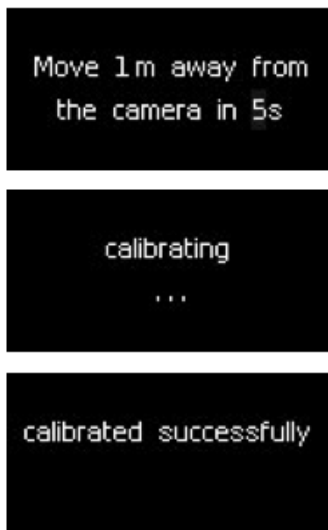 Move 1m away from
the camera in 5s
calibrating
...
calibrated successfully